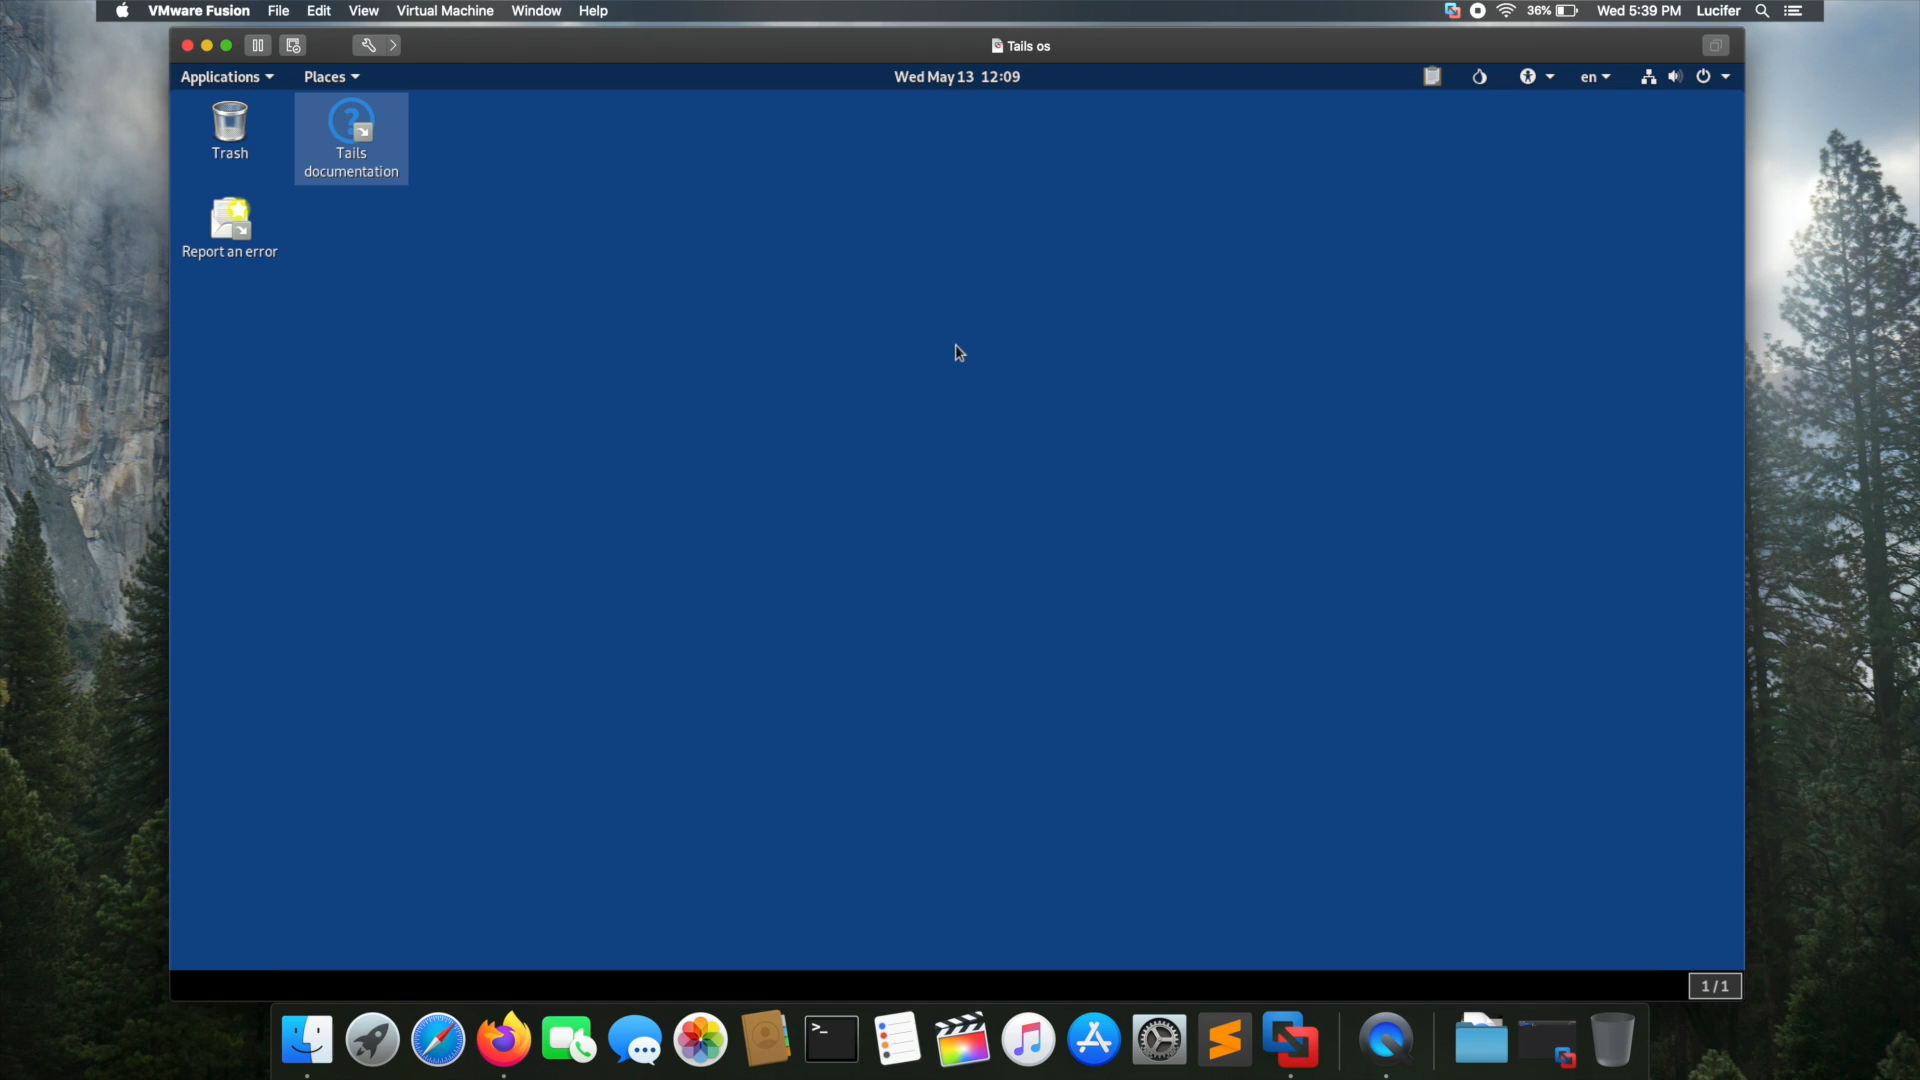 VMware Fusion File Edit View Virtual Machine Window Help 36% Wed 5:39 PM Lucifer
Tails os
Applications Places Wed May 13 12:09 en
Trash
Tails
documentation
Report an error
1 / 1
>_